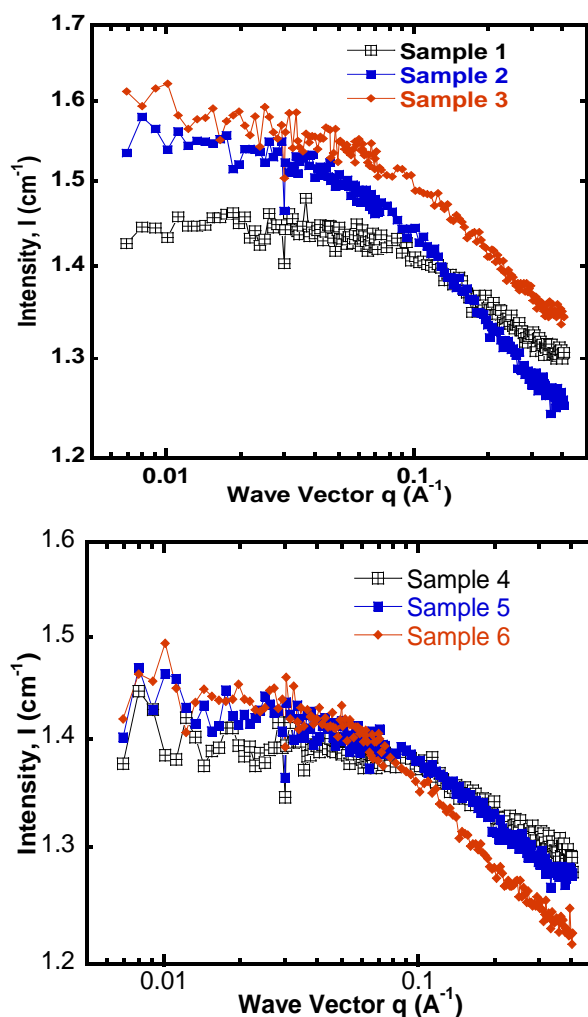 1.7
1.6
1.5
1.4
1.3
1.2
Intensity, I (cm⁻¹)
Sample 1
Sample 2
Sample 3
0.01
0.1
Wave Vector q (A⁻¹)
1.6
1.5
1.4
1.3
1.2
Intensity, I (cm⁻¹)
Sample 4
Sample 5
Sample 6
0.01
0.1
Wave Vector q (A⁻¹)